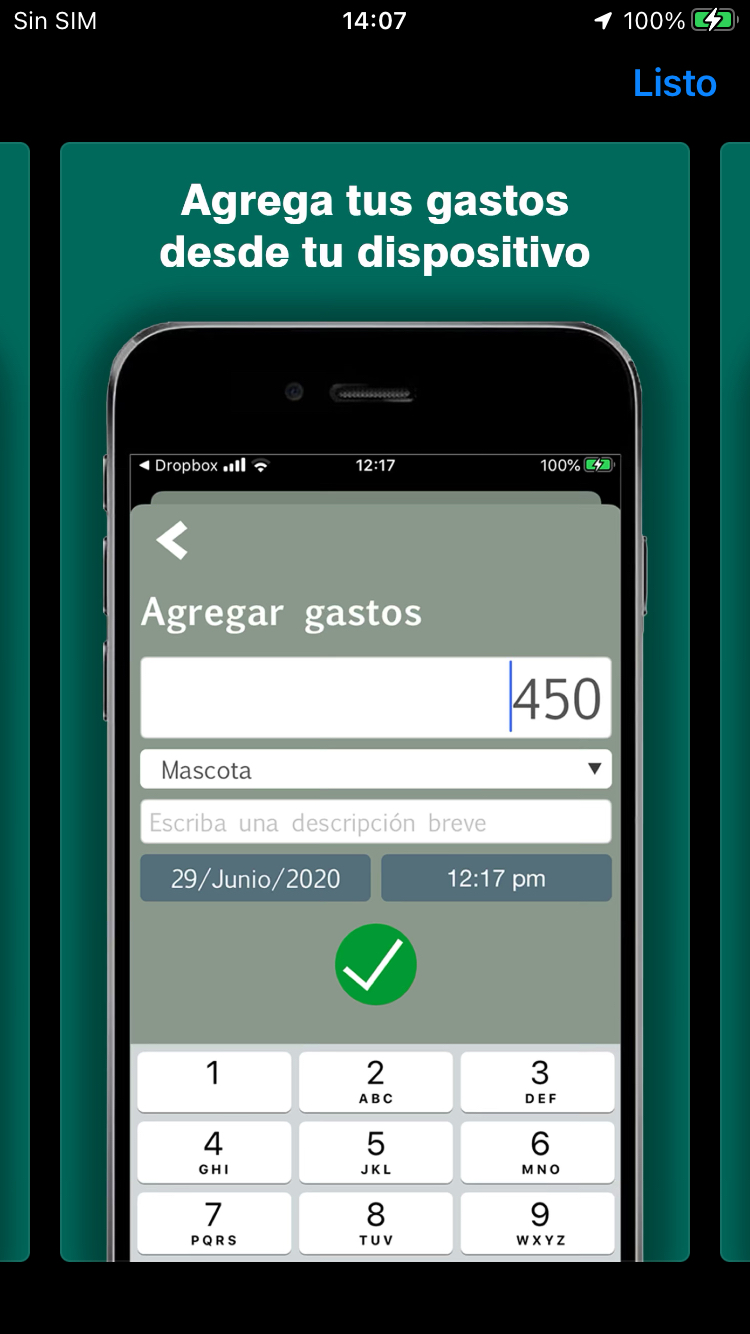 Sin SIM 14:07 100%
Listo
Agrega tus gastos
desde tu dispositivo
Dropbox 12:17 100%
Agregar gastos
450
Mascota
Escriba una descripción breve
29/Junio/2020 12:17 pm
1 2 3
ABC DEF
4 5 6
GHI JKL MNO
7 8 9
PQRS TUV WXYZ